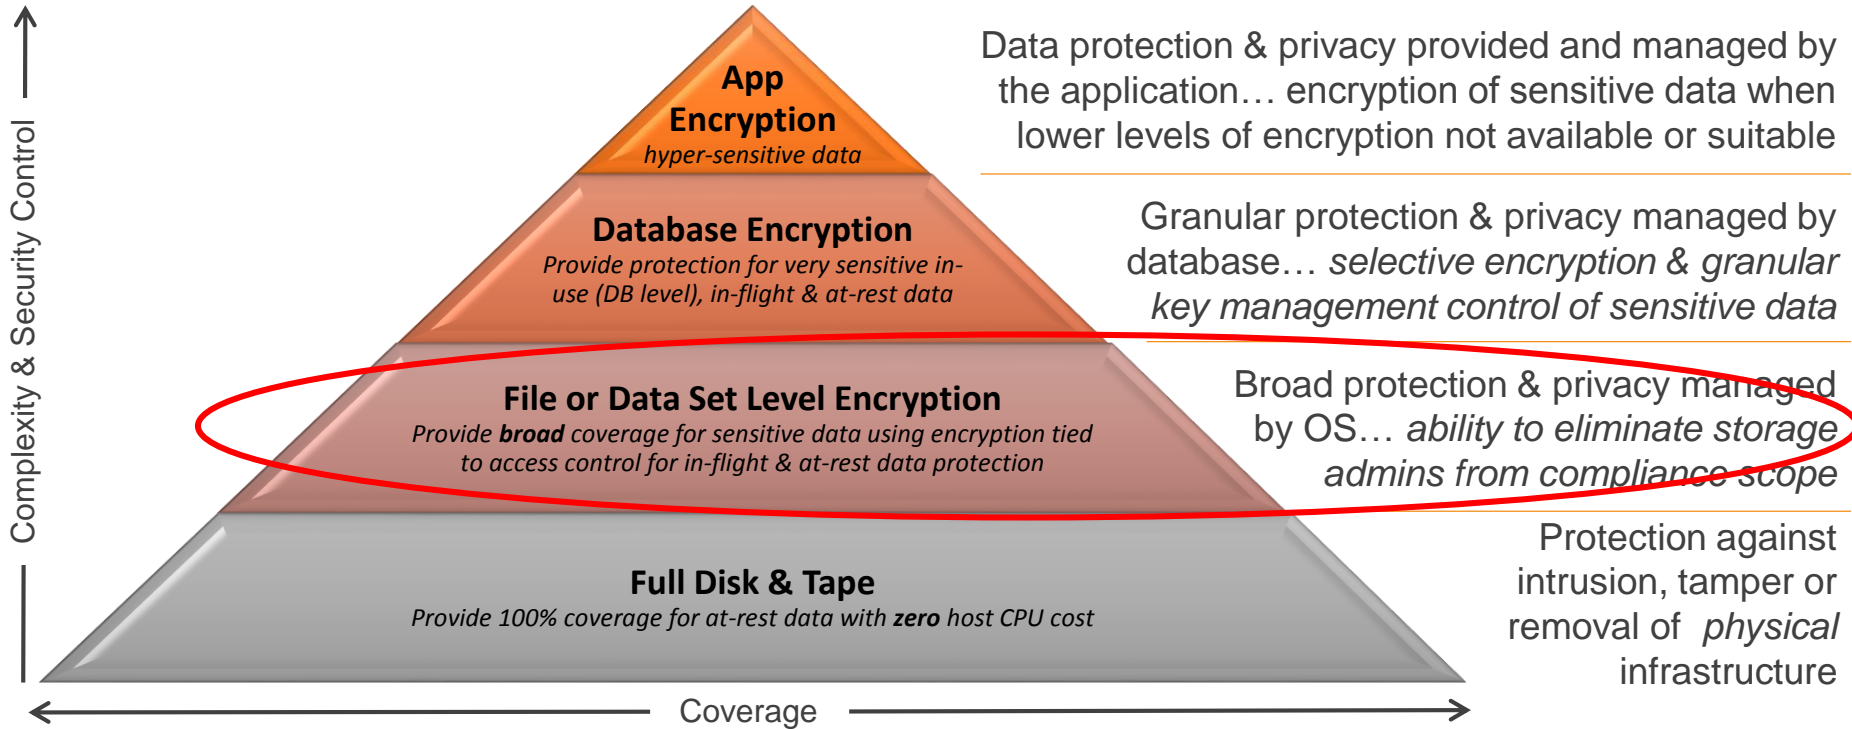 Complexity & Security Control
App
Encryption
hyper-sensitive data
Data protection & privacy provided and managed by
the application… encryption of sensitive data when
lower levels of encryption not available or suitable
Database Encryption
Provide protection for very sensitive in-
use (DB level), in-flight & at-rest data
Granular protection & privacy managed by
database… selective encryption & granular
key management control of sensitive data
File or Data Set Level Encryption
Provide broad coverage for sensitive data using encryption tied
to access control for in-flight & at-rest data protection
Broad protection & privacy managed
by OS… ability to eliminate storage
admins from compliance scope
Full Disk & Tape
Provide 100% coverage for at-rest data with zero host CPU cost
Protection against
intrusion, tamper or
removal of physical
infrastructure
Coverage